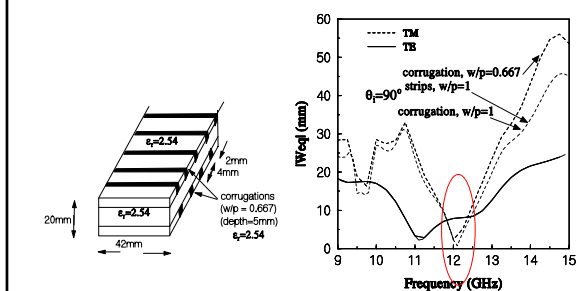 εr=2.54
εr=2.54
20mm
42mm
2mm
4mm
corrugations
(w/p = 0.667)
(depth=5mm)
εr=2.54
|Weq| (mm)
60
50
40
30
20
10
0
TM
TE
corrugation, w/p=0.667
strips, w/p=1
θi=90°
corrugation, w/p=1
9 10 11 12 13 14 15
Frequency (GHz)